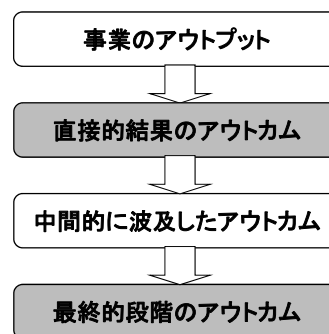 事業のアウトプット
直接的結果のアウトカム
中間的に波及したアウトカム
最終的段階のアウトカム